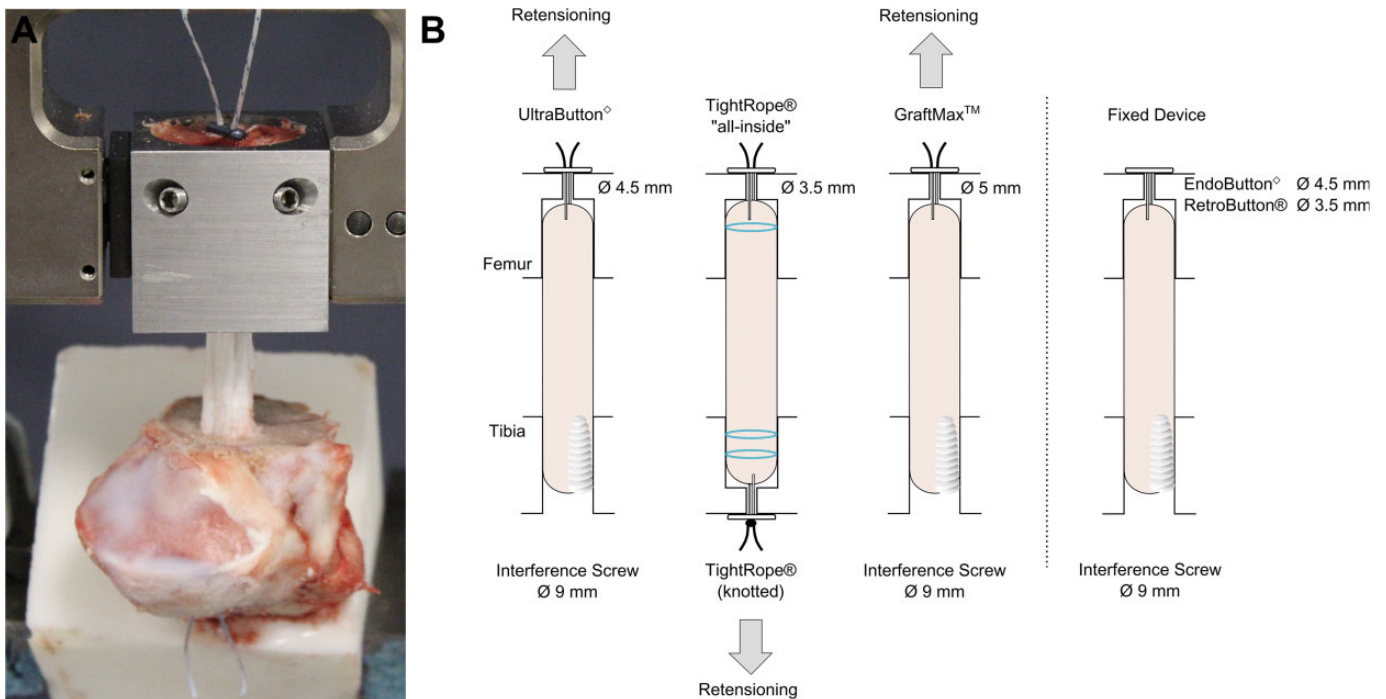 A
B
Retensioning
Retensioning
UltraButton◇
TightRope®
"all-inside"
GraftMax™
Fixed Device
Ø 4.5 mm
Ø 3.5 mm
Ø 5 mm
EndoButton◇ Ø 4.5 mm
RetroButton® Ø 3.5 mm
Femur
Tibia
Interference Screw
Ø 9 mm
TightRope®
(knotted)
Interference Screw
Ø 9 mm
Interference Screw
Ø 9 mm
Retensioning